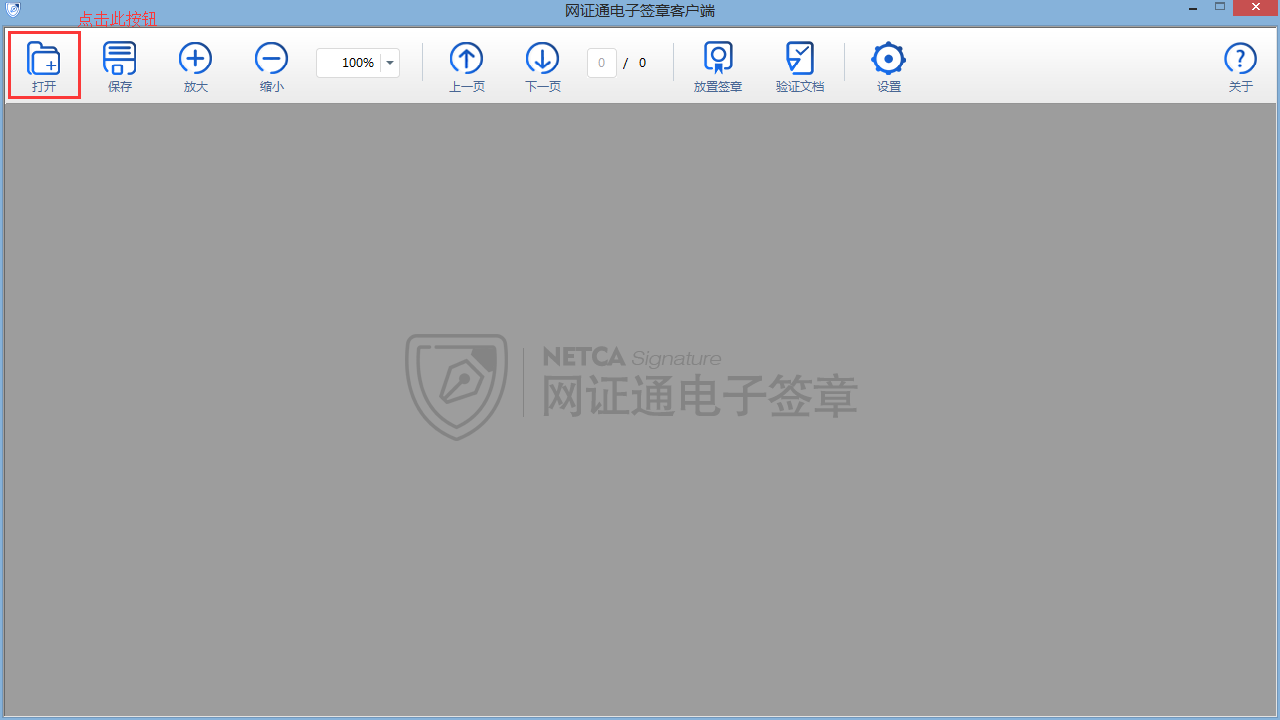 网证通电子签章客户端
点击此按钮
打开
保存
放大
缩小
100%
上一页
下一页
0 / 0
放置签章
验证文档
设置
关于
NETCA Signature
网证通电子签章